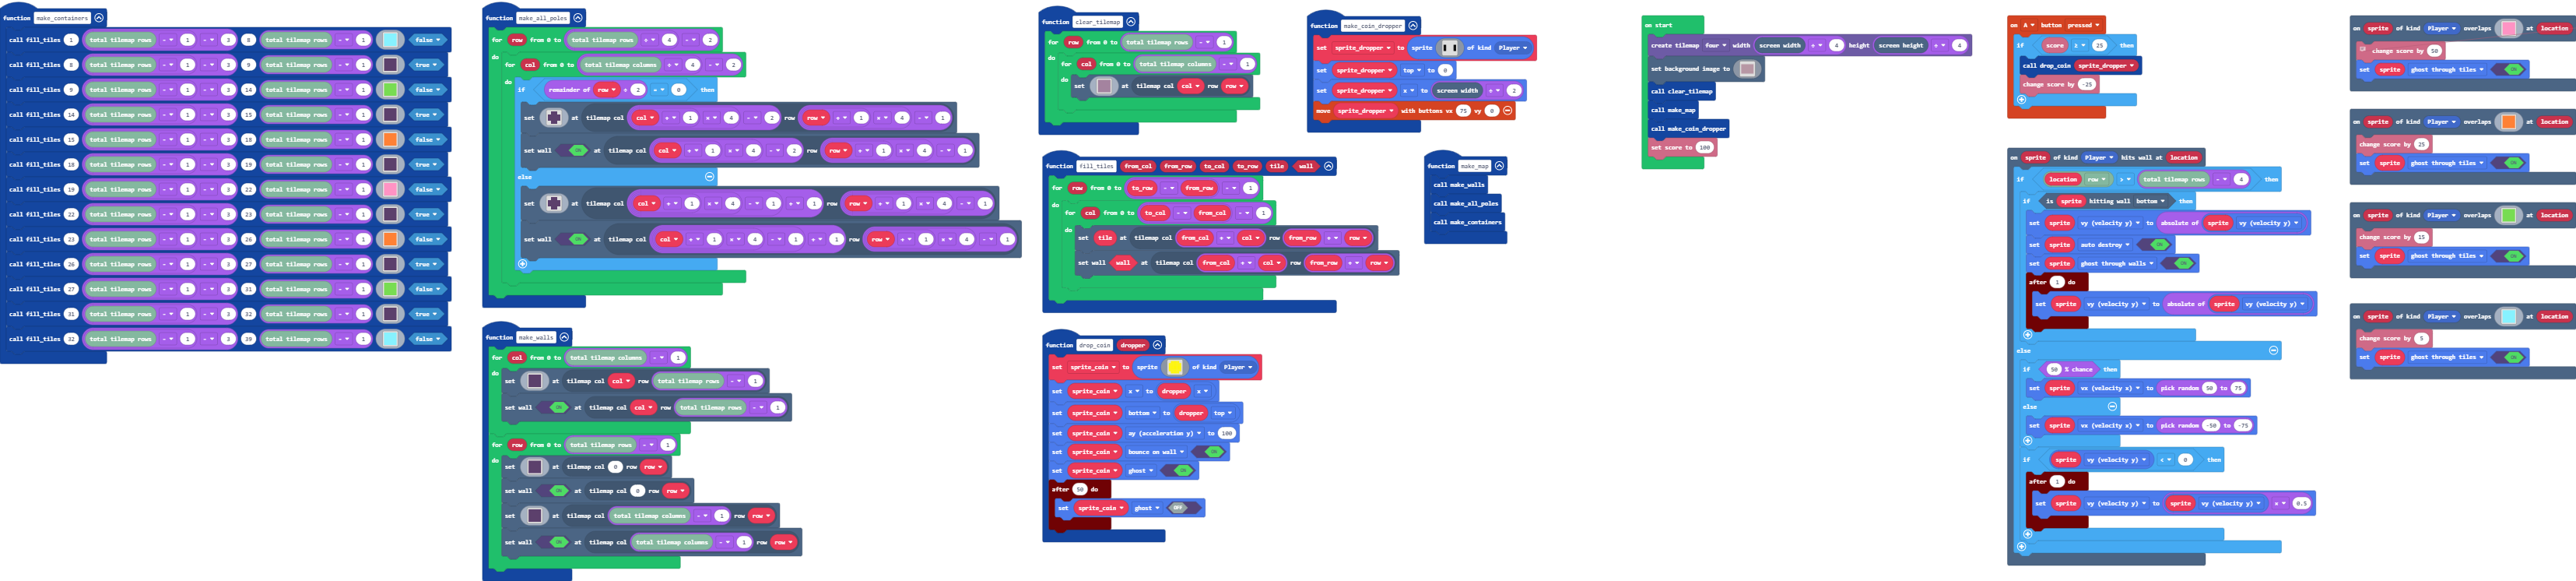 function make_containers
call fill_tiles 1 total tilemap rows - 1 - 3 8 total tilemap rows - 1 false
call fill_tiles 8 total tilemap rows - 1 - 3 9 total tilemap rows - 1 true
call fill_tiles 9 total tilemap rows - 1 - 3 14 total tilemap rows - 1 false
call fill_tiles 14 total tilemap rows - 1 - 3 15 total tilemap rows - 1 true
call fill_tiles 15 total tilemap rows - 1 - 3 18 total tilemap rows - 1 false
call fill_tiles 18 total tilemap rows - 1 - 3 19 total tilemap rows - 1 true
call fill_tiles 19 total tilemap rows - 1 - 3 22 total tilemap rows - 1 false
call fill_tiles 22 total tilemap rows - 1 - 3 23 total tilemap rows - 1 true
call fill_tiles 23 total tilemap rows - 1 - 3 26 total tilemap rows - 1 false
call fill_tiles 26 total tilemap rows - 1 - 3 27 total tilemap rows - 1 true
call fill_tiles 27 total tilemap rows - 1 - 3 31 total tilemap rows - 1 false
call fill_tiles 31 total tilemap rows - 1 - 3 32 total tilemap rows - 1 true
call fill_tiles 32 total tilemap rows - 1 - 3 39 total tilemap rows - 1 false
function make_all_poles
for row from 0 to total tilemap rows ÷ 4 - 2
do
for col from 0 to total tilemap columns ÷ 4 - 2
do
if remainder of row ÷ 2 = 0 then
set at tilemap col col + 1 × 4 - 2 row row + 1 × 4 - 1
set wall ON at tilemap col col + 1 × 4 - 2 row row + 1 × 4 - 1
else
set at tilemap col col + 1 × 4 - 1 + 1 row row + 1 × 4 - 1
set wall ON at tilemap col col + 1 × 4 - 1 + 1 row row + 1 × 4 - 1
function make_walls
for col from 0 to total tilemap columns - 1
do
set at tilemap col col row total tilemap rows - 1
set wall ON at tilemap col col row total tilemap rows - 1
for row from 0 to total tilemap rows - 1
do
set at tilemap col 0 row row
set wall ON at tilemap col 0 row row
set at tilemap col total tilemap columns - 1 row row
set wall ON at tilemap col total tilemap columns - 1 row row
function clear_tilemap
for row from 0 to total tilemap rows - 1
do
for col from 0 to total tilemap columns - 1
do
set at tilemap col col row row
function make_coin_dropper
set sprite_dropper to sprite of kind Player
set sprite_dropper top to 0
set sprite_dropper x to screen width ÷ 2
move sprite_dropper with buttons vx 75 vy 0
function fill_tiles from_col from_row to_col to_row tile wall
for row from 0 to to_row - from_row - 1
do
for col from 0 to to_col - from_col - 1
do
set tile at tilemap col from_col + col row from_row + row
set wall wall at tilemap col from_col + col row from_row + row
function make_map
call make_walls
call make_all_poles
call make_containers
function drop_coin dropper
set sprite_coin to sprite of kind Player
set sprite_coin x to dropper x
set sprite_coin bottom to dropper top
set sprite_coin ay (acceleration y) to 100
set sprite_coin bounce on wall ON
set sprite_coin ghost ON
after 50 do
set sprite_coin ghost OFF
on start
create tilemap four width screen width ÷ 4 height screen height ÷ 4
set background image to
call clear_tilemap
call make_map
call make_coin_dropper
set score to 100
on A button pressed
if score ≥ 25 then
call drop_coin sprite_dropper
change score by -25
on sprite of kind Player hits wall at location
if location row > total tilemap rows - 4 then
if is sprite hitting wall bottom then
set sprite vy (velocity y) to absolute of sprite vy (velocity y)
set sprite auto destroy ON
set sprite ghost through walls ON
after 1 do
set sprite vy (velocity y) to absolute of sprite vy (velocity y)
else
if 50 % chance then
set sprite vx (velocity x) to pick random 50 to 75
else
set sprite vx (velocity x) to pick random -50 to -75
if sprite vy (velocity y) < 0 then
after 1 do
set sprite vy (velocity y) to sprite vy (velocity y) × 0.5
on sprite of kind Player overlaps at location
change score by 50
set sprite ghost through tiles ON
on sprite of kind Player overlaps at location
change score by 25
set sprite ghost through tiles ON
on sprite of kind Player overlaps at location
change score by 15
set sprite ghost through tiles ON
on sprite of kind Player overlaps at location
change score by 5
set sprite ghost through tiles ON